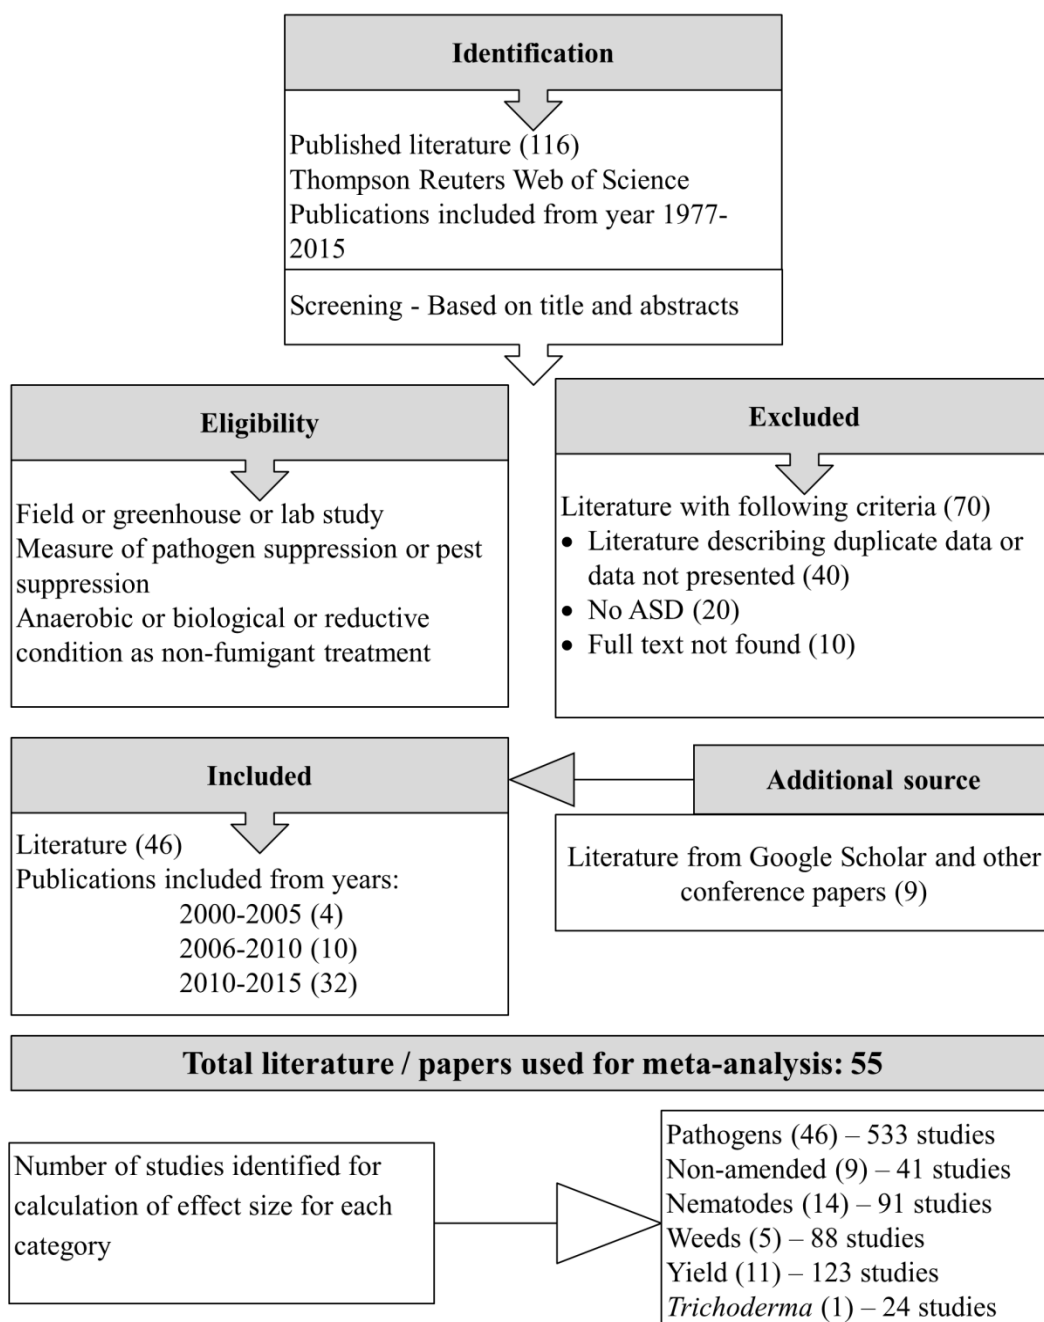 Identification
Published literature (116)
Thompson Reuters Web of Science
Publications included from year 1977-
2015
Screening - Based on title and abstracts
Eligibility
Field or greenhouse or lab study
Measure of pathogen suppression or pest
suppression
Anaerobic or biological or reductive
condition as non-fumigant treatment
Excluded
Literature with following criteria (70)
• Literature describing duplicate data or
data not presented (40)
• No ASD (20)
• Full text not found (10)
Included
Literature (46)
Publications included from years:
2000-2005 (4)
2006-2010 (10)
2010-2015 (32)
Additional source
Literature from Google Scholar and other
conference papers (9)
Total literature / papers used for meta-analysis: 55
Number of studies identified for
calculation of effect size for each
category
Pathogens (46) – 533 studies
Non-amended (9) – 41 studies
Nematodes (14) – 91 studies
Weeds (5) – 88 studies
Yield (11) – 123 studies
Trichoderma (1) – 24 studies